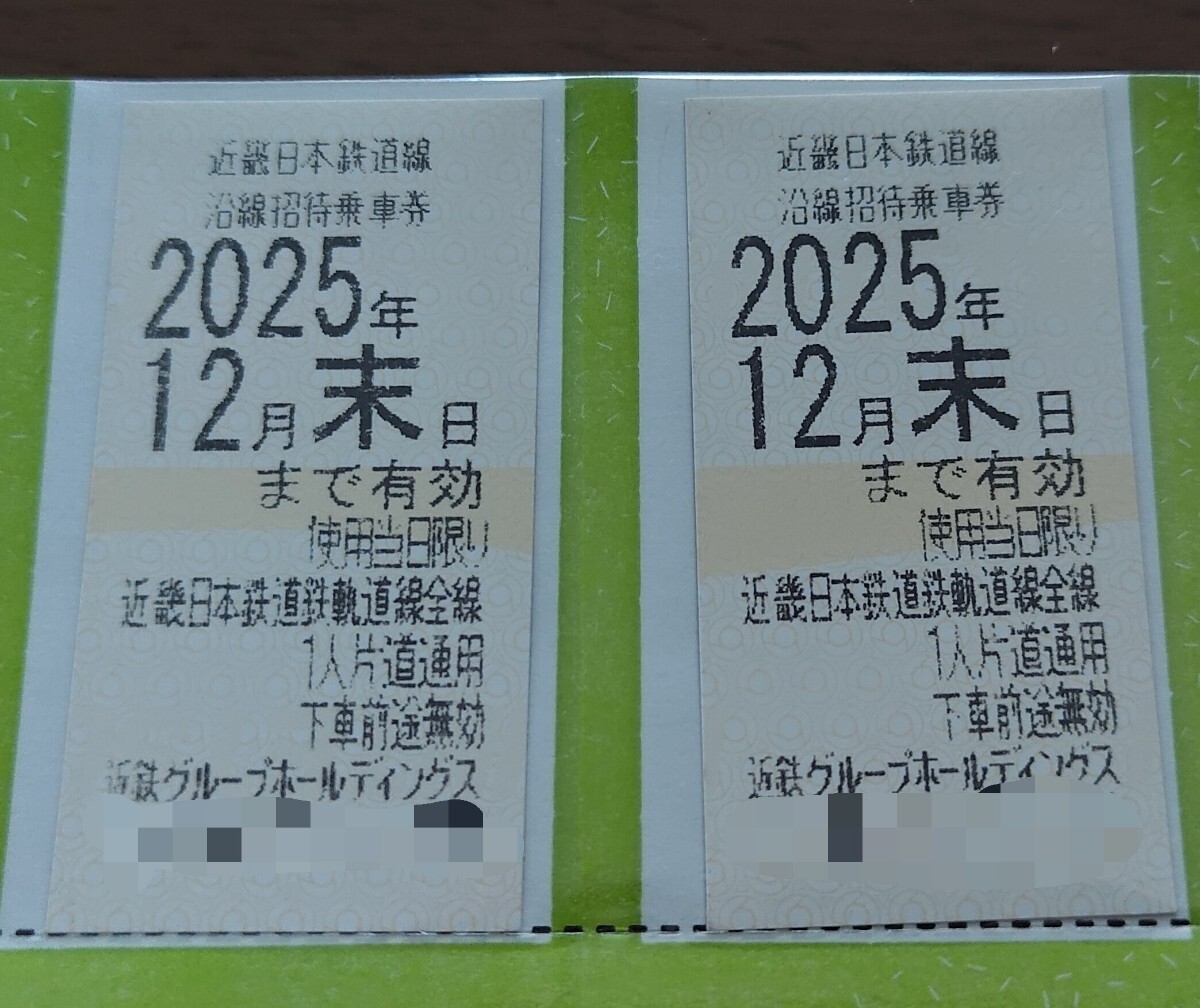 近畿日本鉄道線
沿線招待乗車券
2025年
12月末日
まで有効
使用当日限り
近畿日本鉄道鉄軌道線全線
1人片道通用
下車前途無効
近鉄グループホールディングス
近畿日本鉄道線
沿線招待乗車券
2025年
12月末日
まで有効
使用当日限り
近畿日本鉄道鉄軌道線全線
1人片道通用
下車前途無効
近鉄グループホールディングス